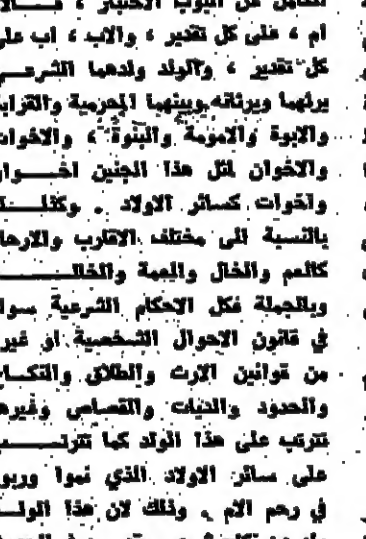 ام ، على كل تقدير ، والاب ، اب على
كل تقدير ، والولد ولدهما الشرعي
يرثهما ويرثانه وبينهما المحرمية والقرابة
والابوة والامومة والبنوة ، والاخوات
والاخوان لمثل هذا الجنين اخوان
واخوات كسائر الاولاد . وكذلك
بالنسبة الى مختلف الاقارب والارحام
كالعم والخال والعمة والخالة
وبالجملة فكل الاحكام الشرعية سواء
في قانون الاحوال الشخصية او غيره
من قوانين الارث والطلاق والنكاح
والحدود والديات والقصاص وغيرها
تترتب على هذا الولد كما تترتب
على سائر الاولاد الذي نموا وربوا
في رحم الام . وذلك لان هذا الولد